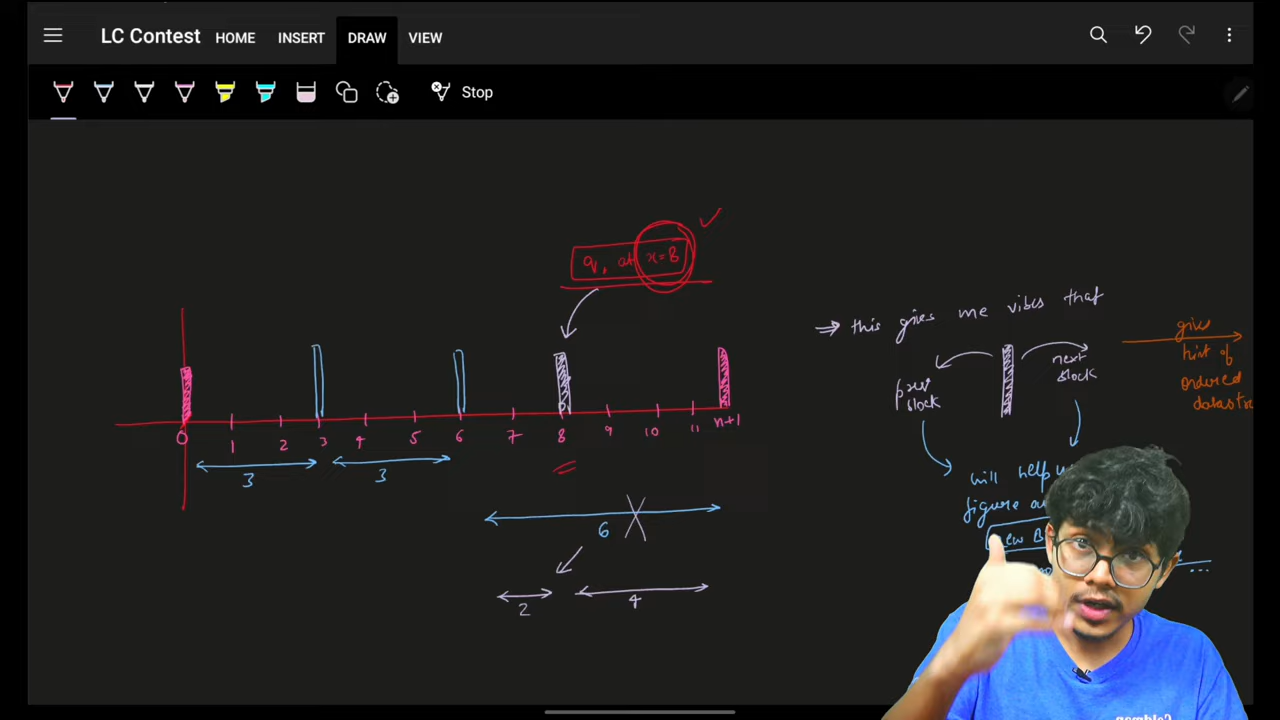 LC Contest HOME INSERT DRAW VIEW
Stop
q, at x=8
⇒ this gives me vibes that
prev block
next block
gives
hint of
ordered
datastr
0 1 2 3 4 5 6 7 8 9 10 11 n+1
3 3
will help
figure
6
2 4